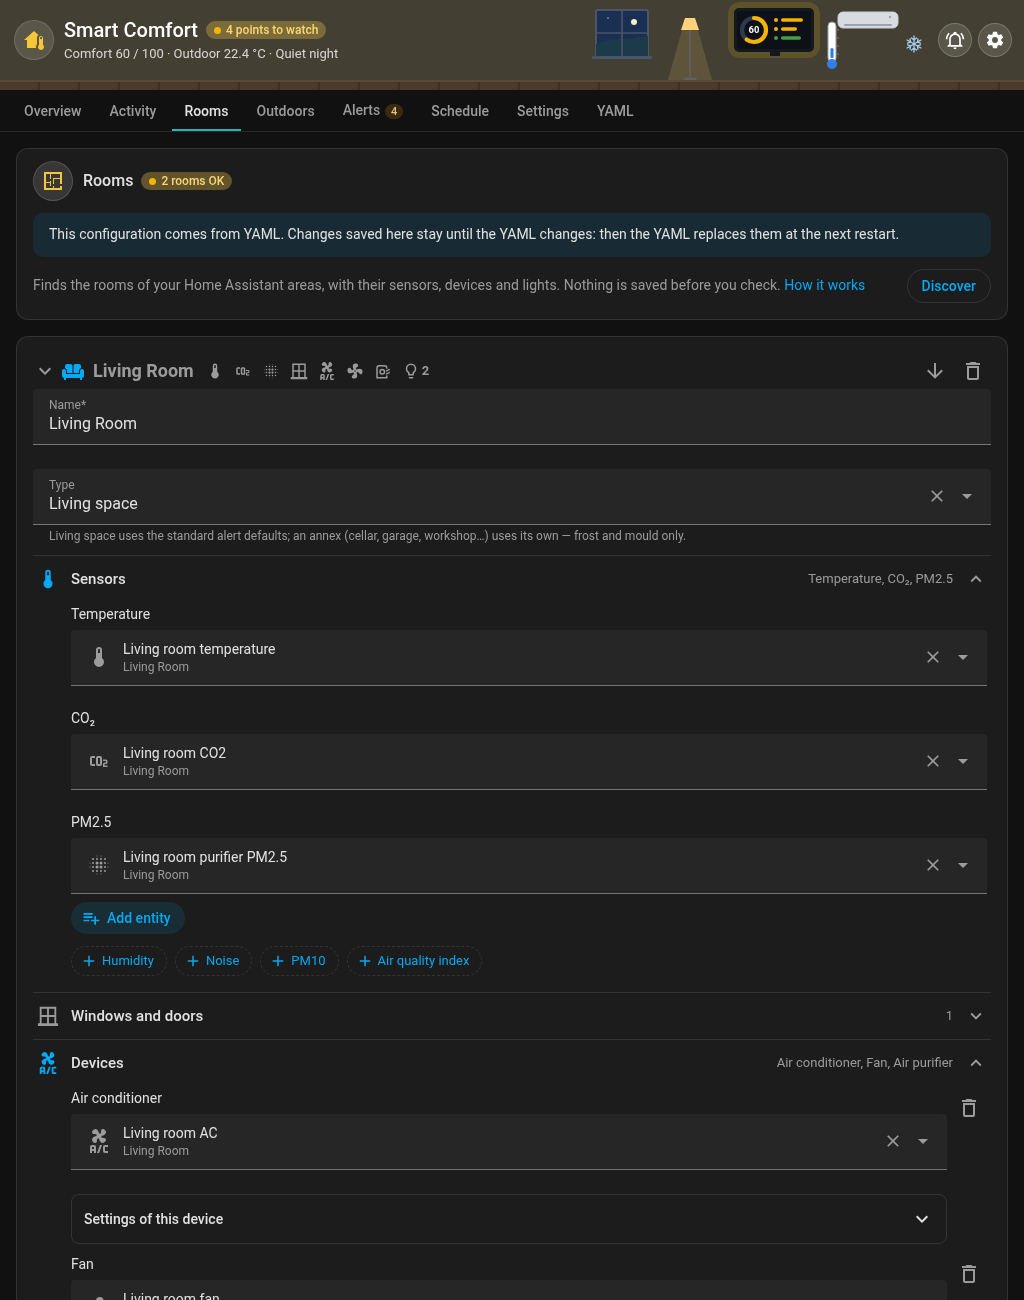 Smart Comfort
4 points to watch
Comfort 60 / 100 · Outdoor 22.4 °C · Quiet night
60
Overview
Activity
Rooms
Outdoors
Alerts 4
Schedule
Settings
YAML
Rooms
2 rooms OK
This configuration comes from YAML. Changes saved here stay until the YAML changes: then the YAML replaces them at the next restart.
Finds the rooms of your Home Assistant areas, with their sensors, devices and lights. Nothing is saved before you check. How it works
Discover
Living Room
CO₂
A/C
2
Name*
Living Room
Type
Living space
Living space uses the standard alert defaults; an annex (cellar, garage, workshop…) uses its own — frost and mould only.
Sensors
Temperature, CO₂, PM2.5
Temperature
Living room temperature
Living Room
CO₂
CO₂
Living room CO2
Living Room
PM2.5
Living room purifier PM2.5
Living Room
Add entity
Humidity
Noise
PM10
Air quality index
Windows and doors
1
A/C
Devices
Air conditioner, Fan, Air purifier
Air conditioner
A/C
Living room AC
Living Room
Settings of this device
Fan
Living room fan